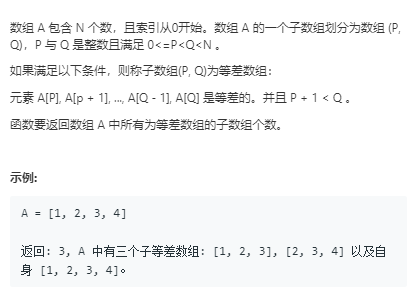 数组 A 包含 N 个数，且索引从0开始。数组 A 的一个子数组划分为数组 (P,
Q)，P 与 Q 是整数且满足 0<=P<Q<N 。
如果满足以下条件，则称子数组(P, Q)为等差数组：
元素 A[P], A[p + 1], ..., A[Q - 1], A[Q] 是等差的。并且 P + 1 < Q 。
函数要返回数组 A 中所有为等差数组的子数组个数。
示例:
A = [1, 2, 3, 4]
返回: 3, A 中有三个子等差数组: [1, 2, 3], [2, 3, 4] 以及自
身 [1, 2, 3, 4]。